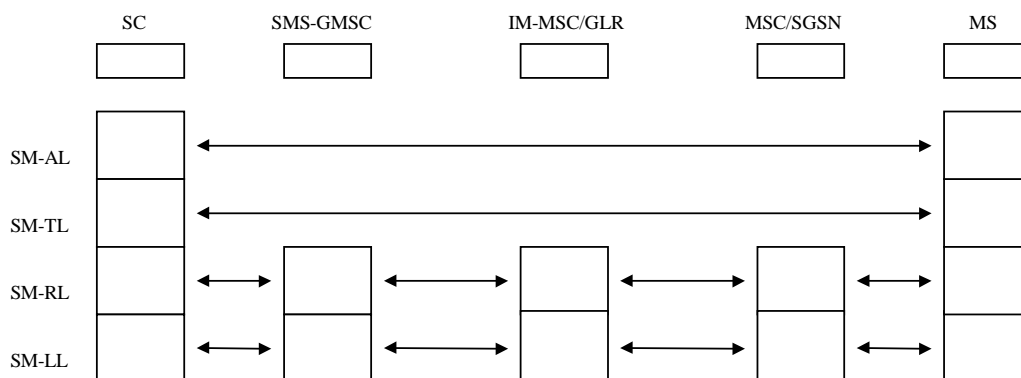 SC SMS-GMSC IM-MSC/GLR MSC/SGSN MS
SM-AL
SM-TL
SM-RL
SM-LL